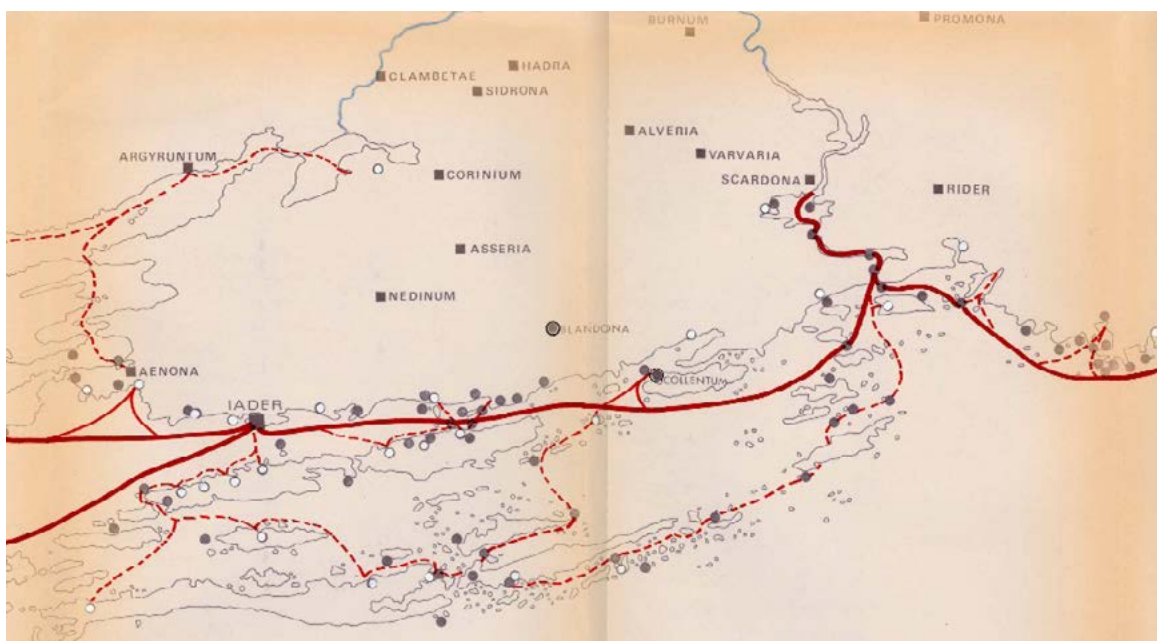 BURNUM
PROMONA
HADRA
CLAMBETAE
SIDRONA
ALVERIA
VARVARIA
ARGYRUNTUM
CORINIUM
SCARDONA
RIDER
ASSERIA
NEDINUM
BLANDONA
AENONA
COLLENTUM
IADER